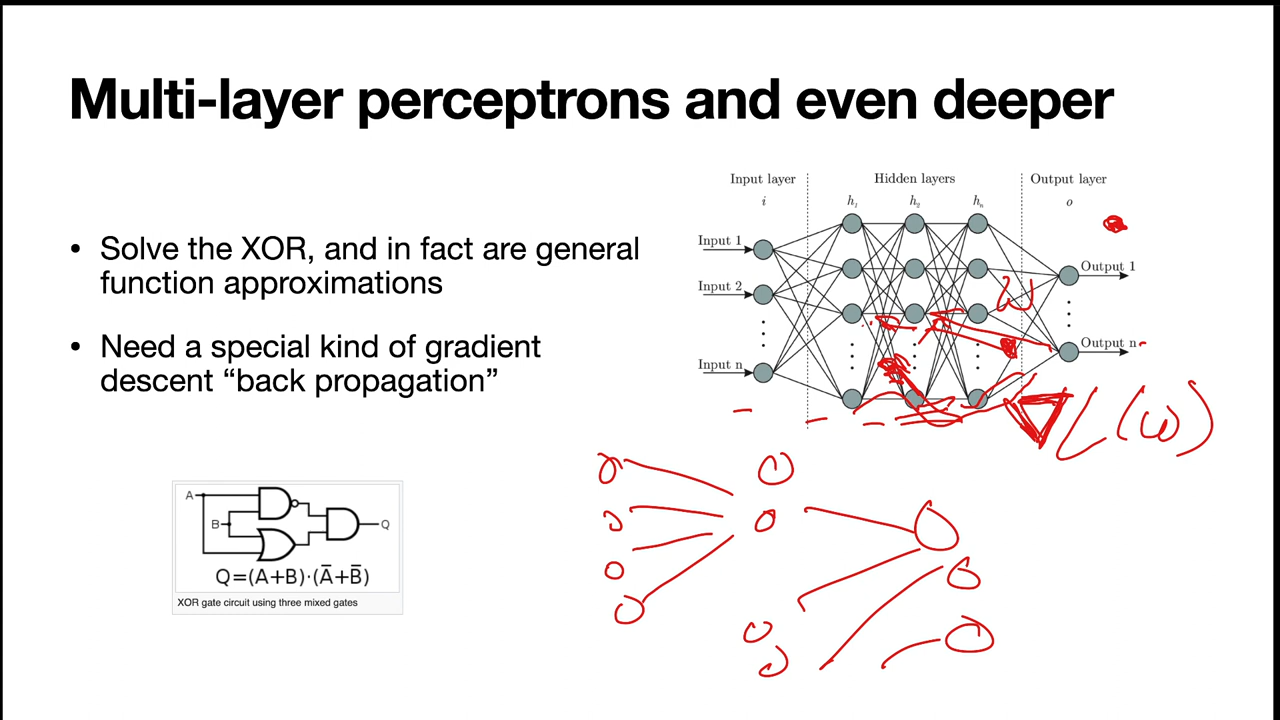 Multi-layer perceptrons and even deeper
• Solve the XOR, and in fact are general
function approximations
• Need a special kind of gradient
descent “back propagation”
Input layer
i
Hidden layers
h₁ h₂ hₙ
Output layer
o
Input 1
Input 2
Input n
Output 1
Output n
ω
∇L(ω)
A
B
Q
Q=(A+B)·(A̅+B̅)
XOR gate circuit using three mixed gates